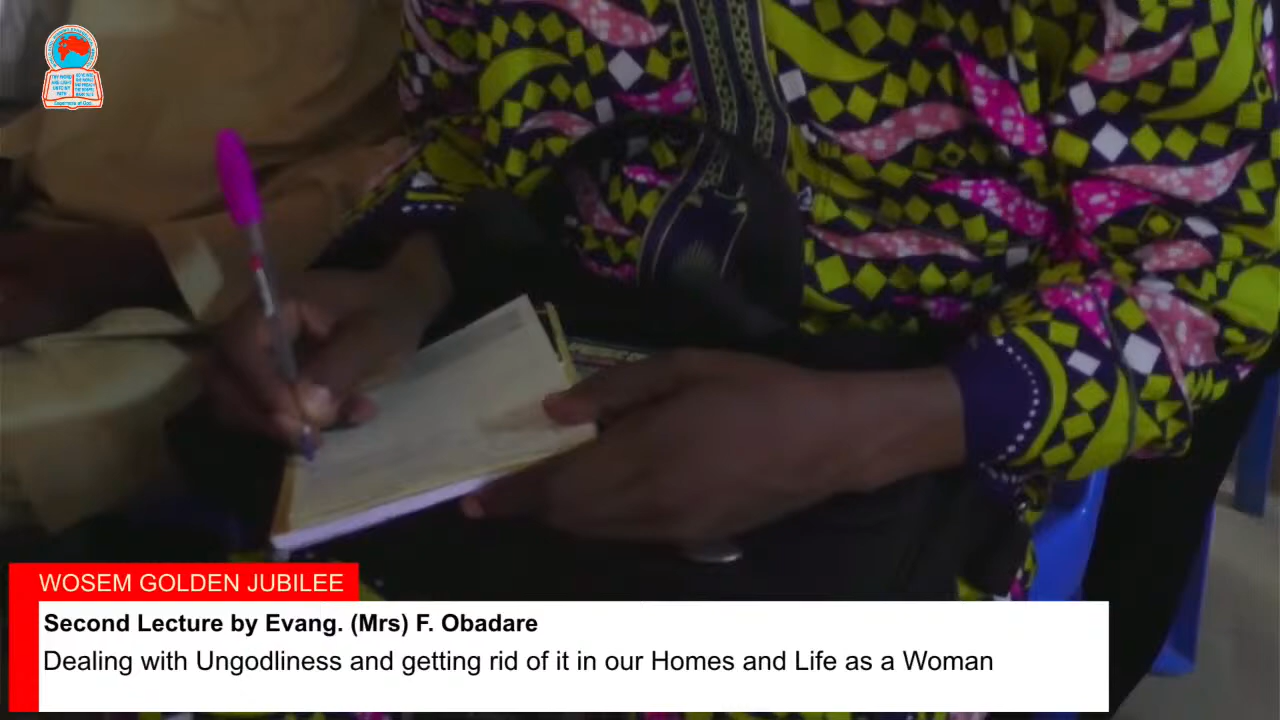 WOSEM GOLDEN JUBILEE
Second Lecture by Evang. (Mrs) F. Obadare
Dealing with Ungodliness and getting rid of it in our Homes and Life as a Woman